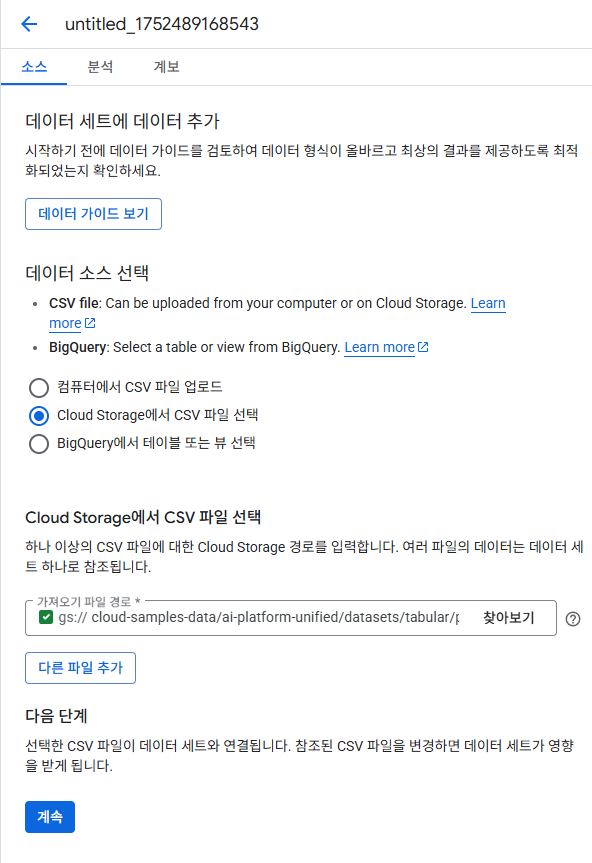 untitled_1752489168543
소스 분석 계보
데이터 세트에 데이터 추가
시작하기 전에 데이터 가이드를 검토하여 데이터 형식이 올바르고 최상의 결과를 제공하도록 최적
화되었는지 확인하세요.
데이터 가이드 보기
데이터 소스 선택
• CSV file: Can be uploaded from your computer or on Cloud Storage. Learn
more
• BigQuery: Select a table or view from BigQuery. Learn more
컴퓨터에서 CSV 파일 업로드
Cloud Storage에서 CSV 파일 선택
BigQuery에서 테이블 또는 뷰 선택
Cloud Storage에서 CSV 파일 선택
하나 이상의 CSV 파일에 대한 Cloud Storage 경로를 입력합니다. 여러 파일의 데이터는 데이터 세
트 하나로 참조됩니다.
가져오기 파일 경로 *
gs:// cloud-samples-data/ai-platform-unified/datasets/tabular/p 찾아보기
다른 파일 추가
다음 단계
선택한 CSV 파일이 데이터 세트와 연결됩니다. 참조된 CSV 파일을 변경하면 데이터 세트가 영향
을 받게 됩니다.
계속